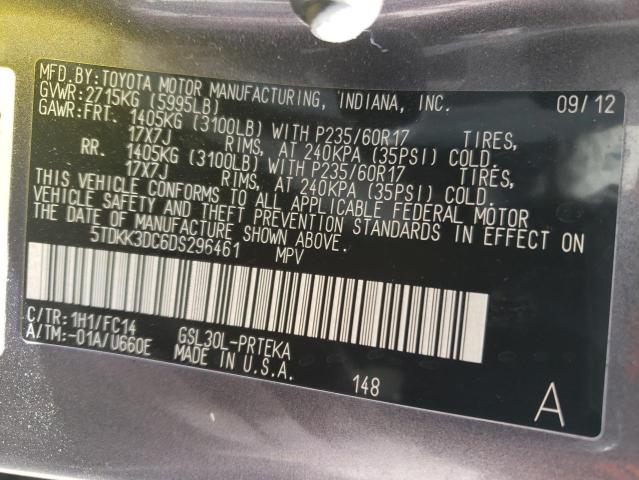 MFD.BY:TOYOTA MOTOR MANUFACTURING, INDIANA, INC. 09/12
GVWR:2715KG (5995LB)
GAWR:FRT. 1405KG (3100LB) WITH P235/60R17 TIRES,
17X7J RIMS, AT 240KPA (35PSI) COLD.
RR. 1405KG (3100LB) WITH P235/60R17 TIRES,
17X7J RIMS, AT 240KPA (35PSI) COLD.
THIS VEHICLE CONFORMS TO ALL APPLICABLE FEDERAL MOTOR
VEHICLE SAFETY AND THEFT PREVENTION STANDARDS IN EFFECT ON
THE DATE OF MANUFACTURE SHOWN ABOVE.
5TDKK3DC6DS296461 MPV
C/TR:1H1/FC14
A/TM:-01A/U660E GSL30L-PRTEKA
MADE IN U.S.A.
148
A